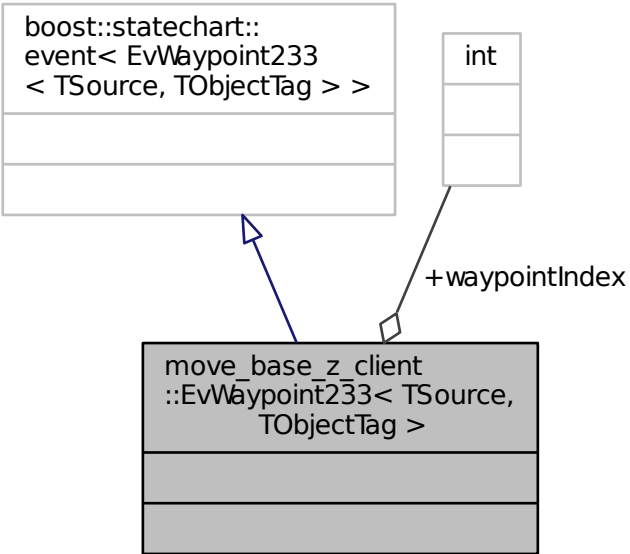 boost::statechart::
event< EvWaypoint233
< TSource, TObjectTag > >
int
+waypointIndex
move_base_z_client
::EvWaypoint233< TSource,
TObjectTag >